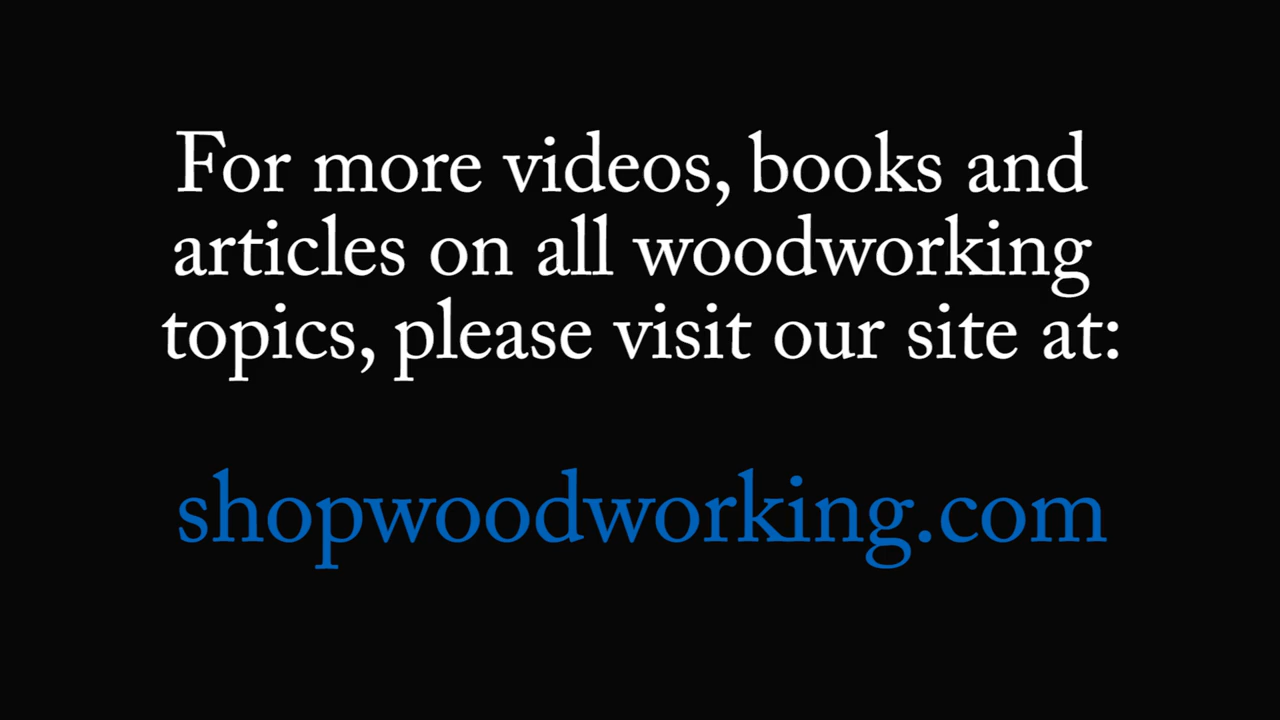 For more videos, books and
articles on all woodworking
topics, please visit our site at:
shopwoodworking.com